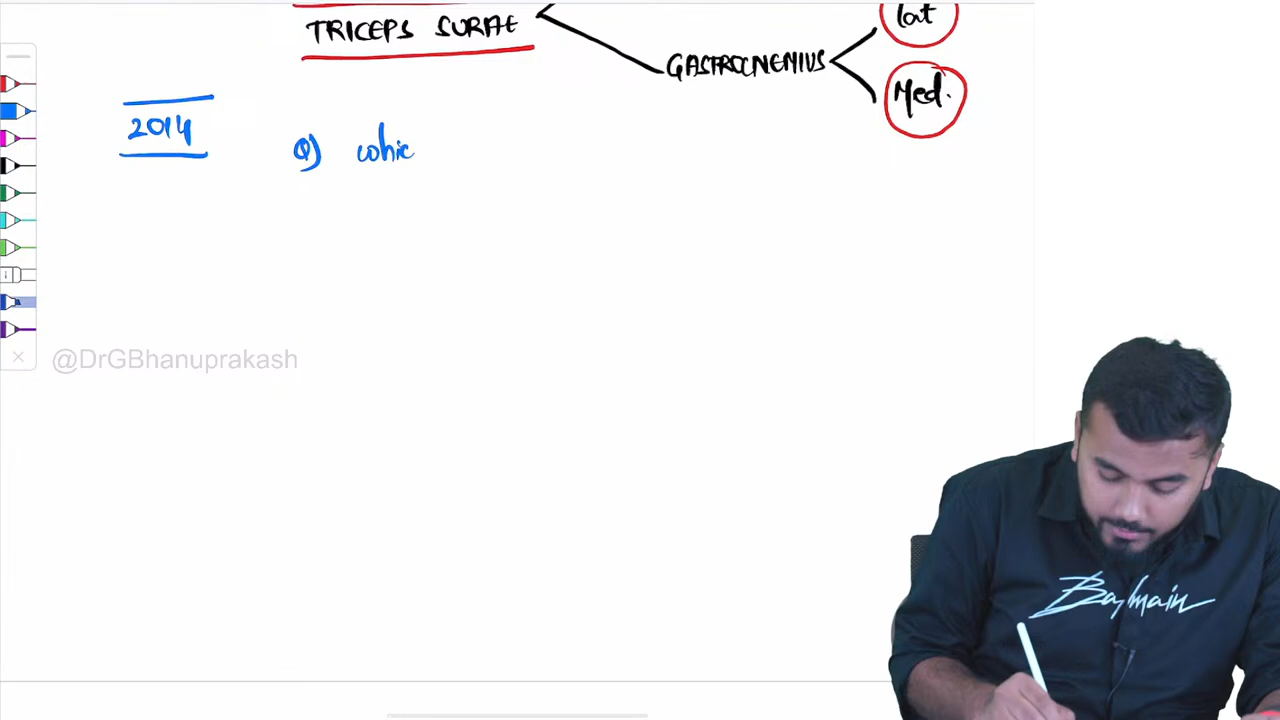 lat
TRICEPS SURAE
GASTROCNEMIUS
Med.
2014
Q) whic
@DrGBhanuprakash
Balmain